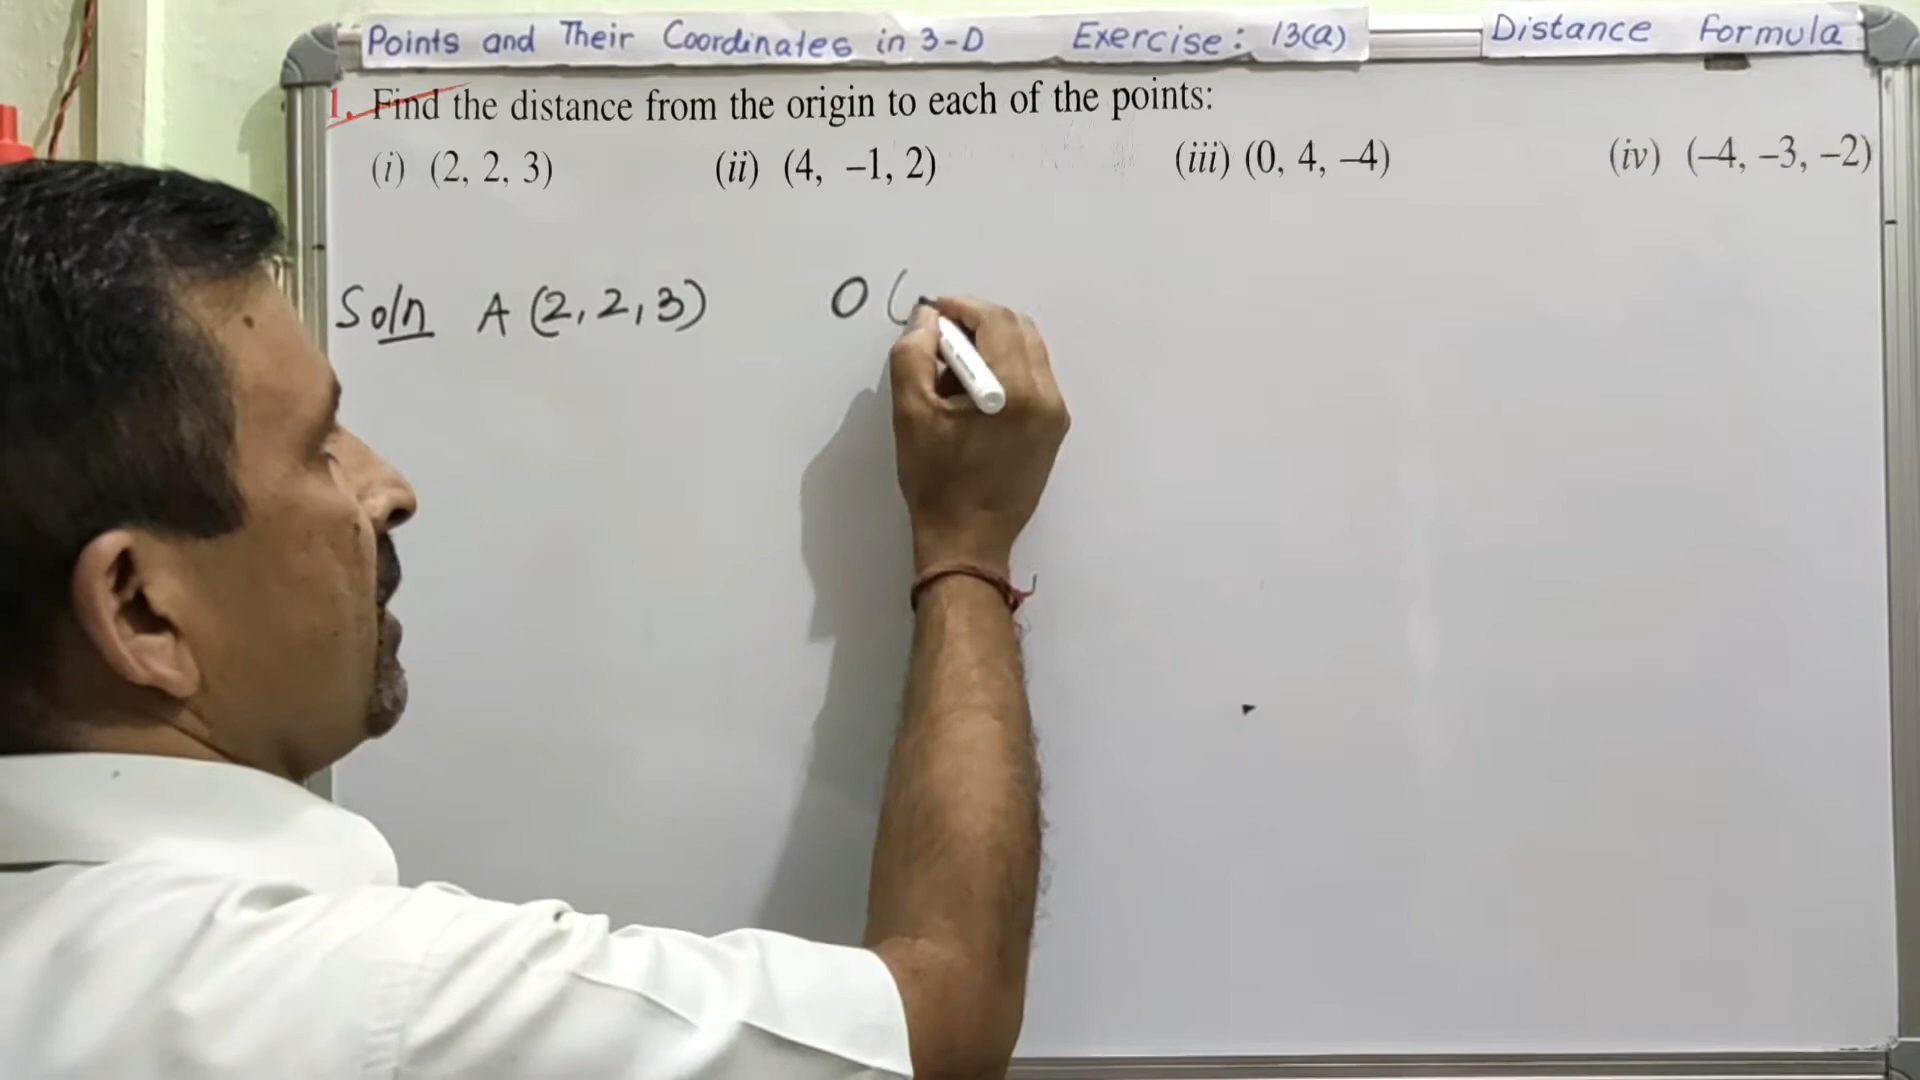 Points and Their Coordinates in 3-D Exercise: 13(a) Distance Formula
1. Find the distance from the origin to each of the points:
(i) (2, 2, 3) (ii) (4, –1, 2) (iii) (0, 4, –4) (iv) (–4, –3, –2)
Soln A (2, 2, 3) O (